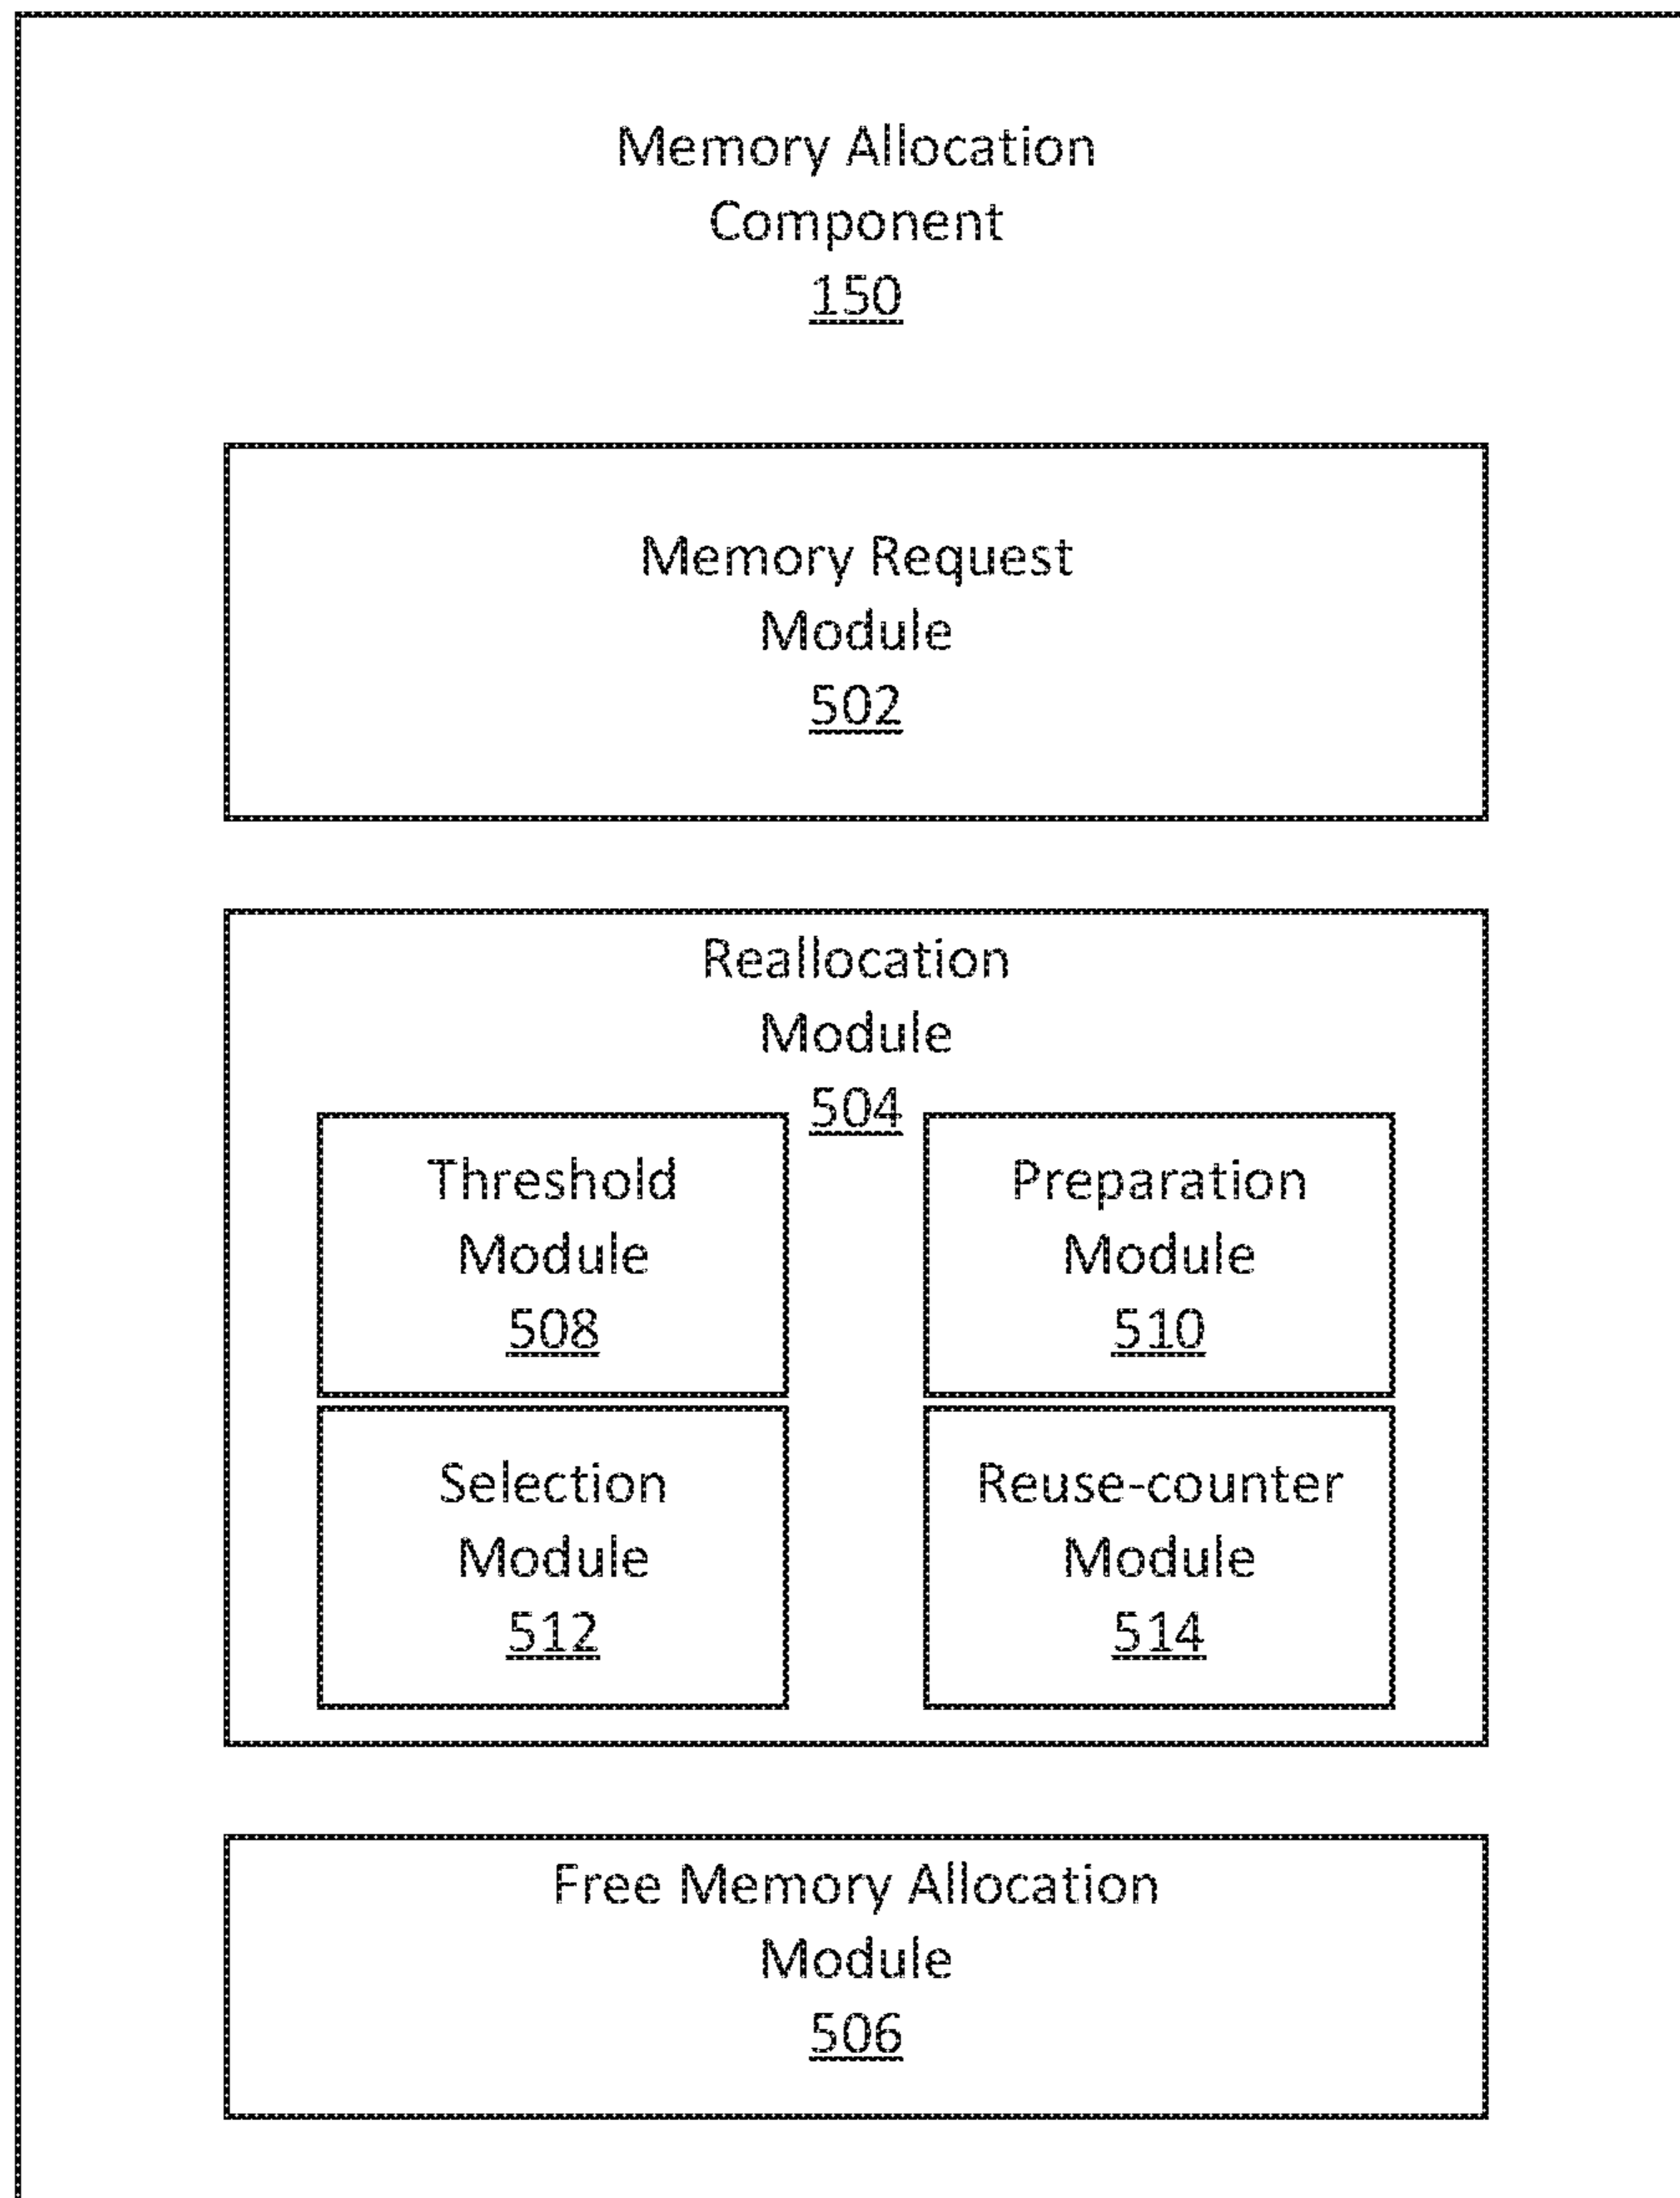 Memory Allocation
Component
150
Memory Request
Module
502
Reallocation
Module
504
Threshold
Module
508
Preparation
Module
510
Selection
Module
512
Reuse-counter
Module
514
Free Memory Allocation
Module
506